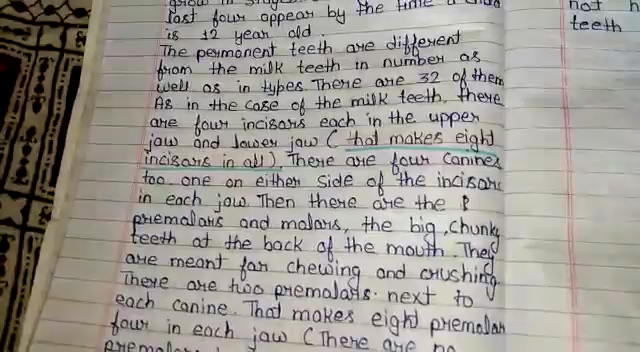 last four appear by the time a
is 12 year old.
The permanent teeth are different
from the milk teeth in number as
well as in types. There are 32 of them
As in the case of the milk teeth, there
are four incisors each in the upper
jaw and lower jaw ( that makes eight
incisors in all). There are four canines
too. one on either side of the incisors
in each jaw Then there are the P
premolars and molars, the big, chunky
teeth at the back of the mouth. They
are meant for chewing and crushing.
There are two premolars. next to
each canine. That makes eight premolar
four in each jaw (There are no
not
teeth